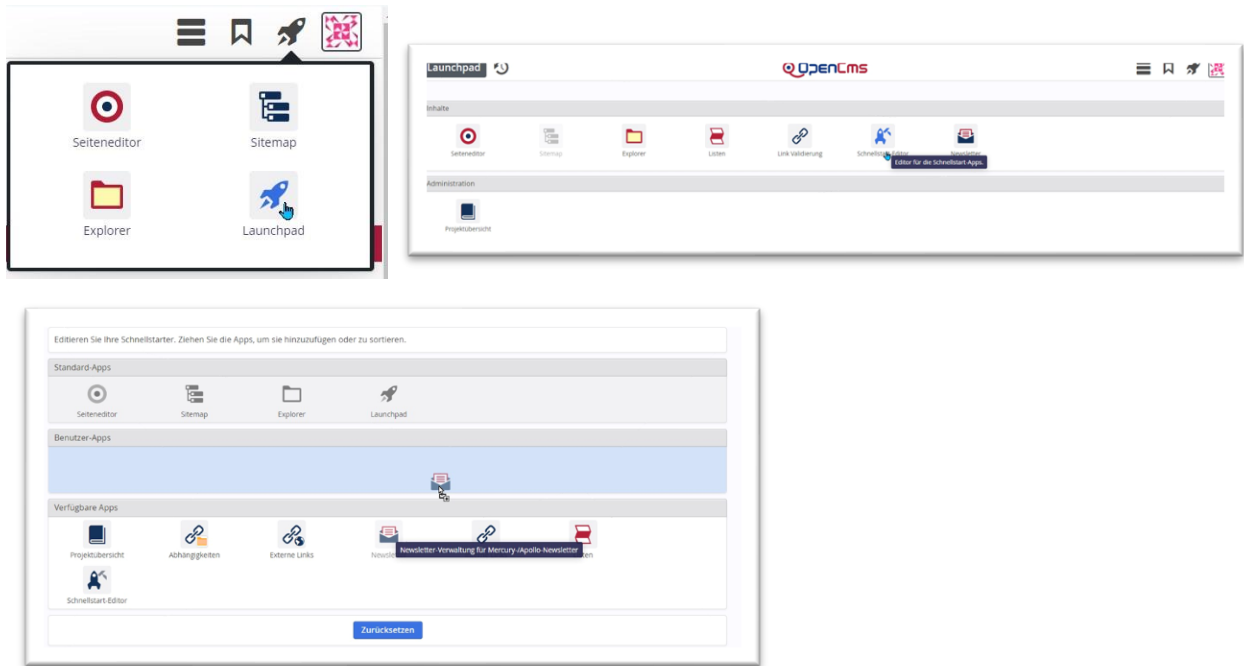 Seiteneditor Sitemap
Explorer Launchpad
Launchpad OpenCms
Inhalte
Seiteneditor Sitemap Explorer Listen Link Validierung Schnellstart-Editor Newsletter
Editor für die Schnellstart-Apps.
Administration
Projektübersicht
Editieren Sie Ihre Schnellstarter. Ziehen Sie die Apps, um sie hinzuzufügen oder zu sortieren.
Standard-Apps
Seiteneditor Sitemap Explorer Launchpad
Benutzer-Apps
Verfügbare Apps
Projektübersicht Abhängigkeiten Externe Links
Newsletter-Verwaltung für Mercury-/Apollo-Newsletter
Schnellstart-Editor
Zurücksetzen